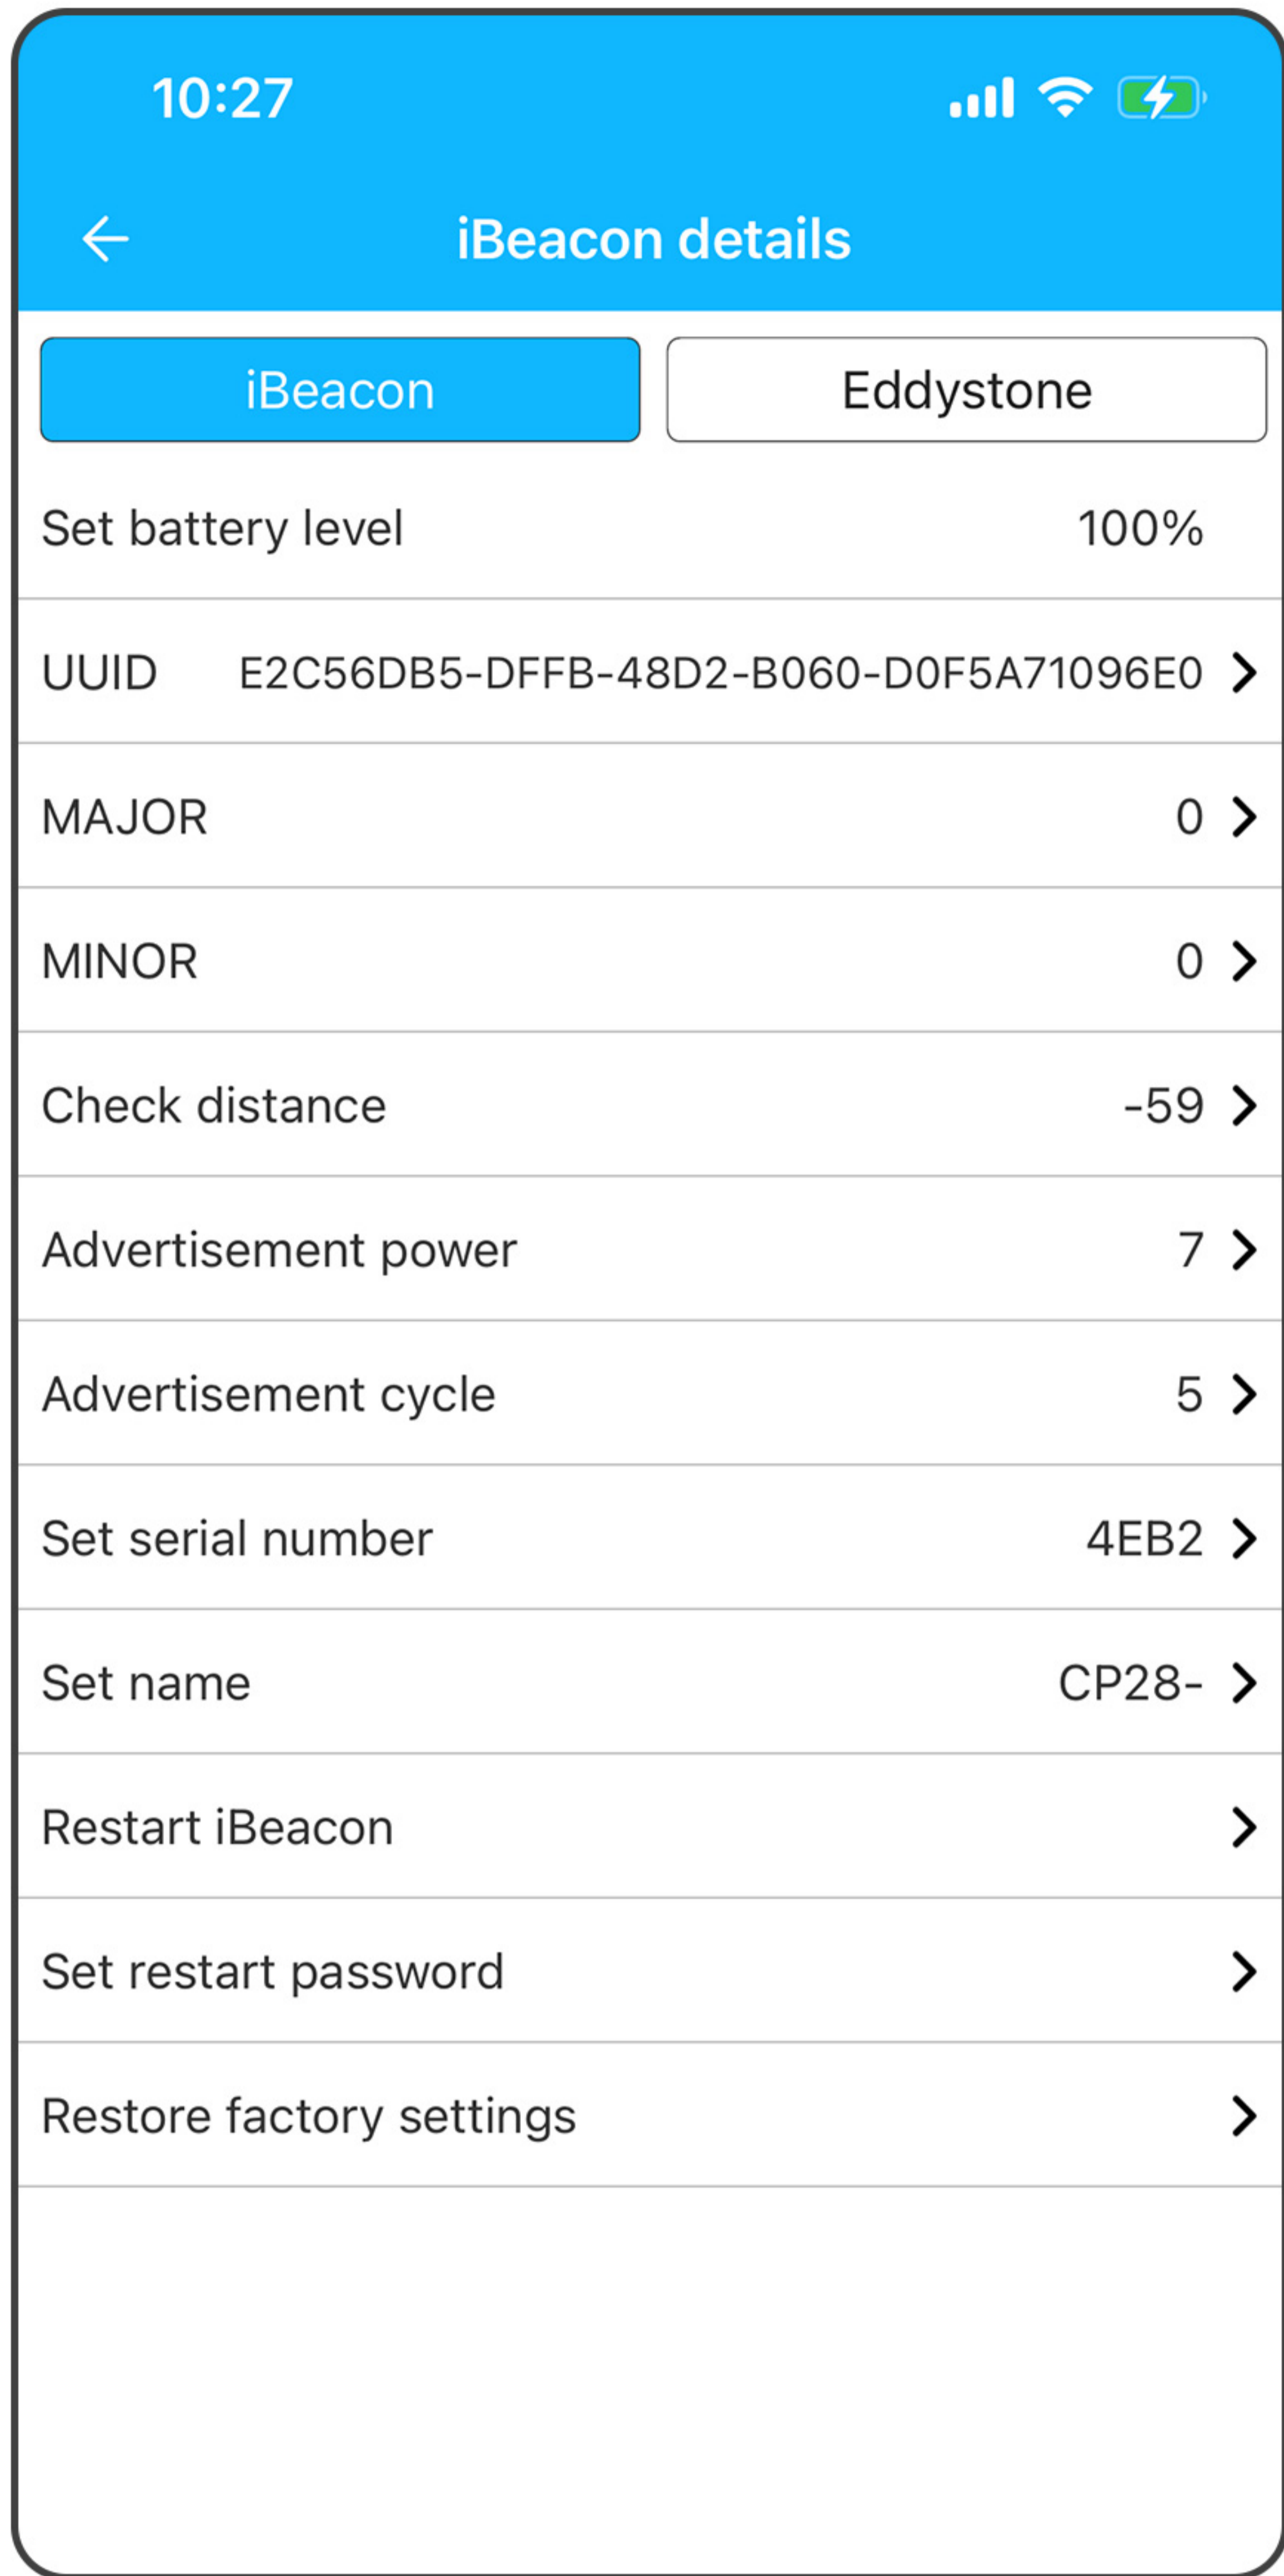 10:27
iBeacon details
iBeacon Eddystone
Set battery level 100%
UUID E2C56DB5-DFFB-48D2-B060-D0F5A71096E0
MAJOR 0
MINOR 0
Check distance -59
Advertisement power 7
Advertisement cycle 5
Set serial number 4EB2
Set name CP28-
Restart iBeacon
Set restart password
Restore factory settings